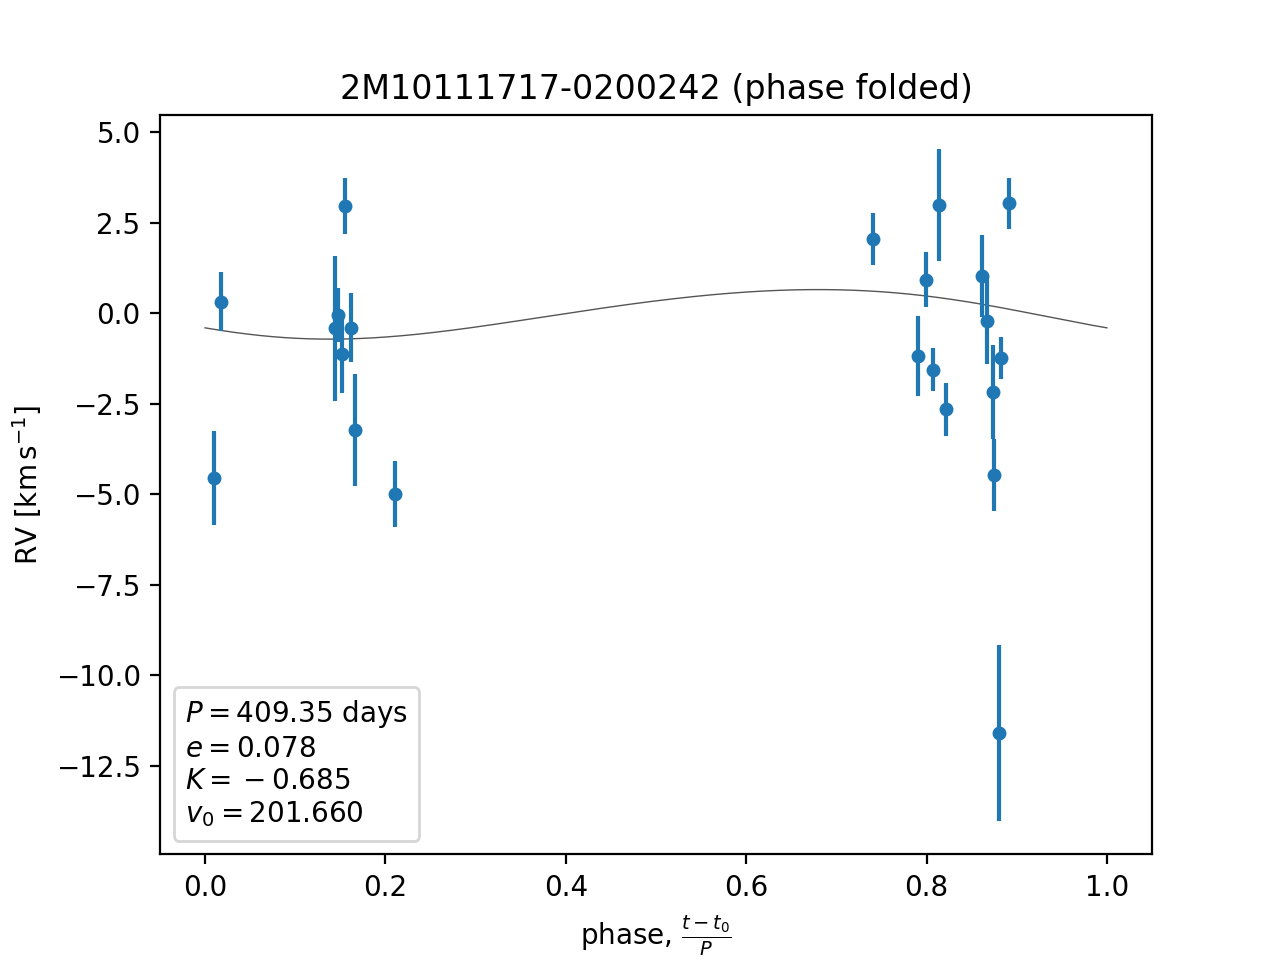 2M10111717-0200242 (phase folded)
5.0
2.5
0.0
−2.5
−5.0
−7.5
−10.0
−12.5
RV [km s⁻¹]
P = 409.35 days
e = 0.078
K = −0.685
v₀ = 201.660
0.0 0.2 0.4 0.6 0.8 1.0
phase, (t − t₀)/P